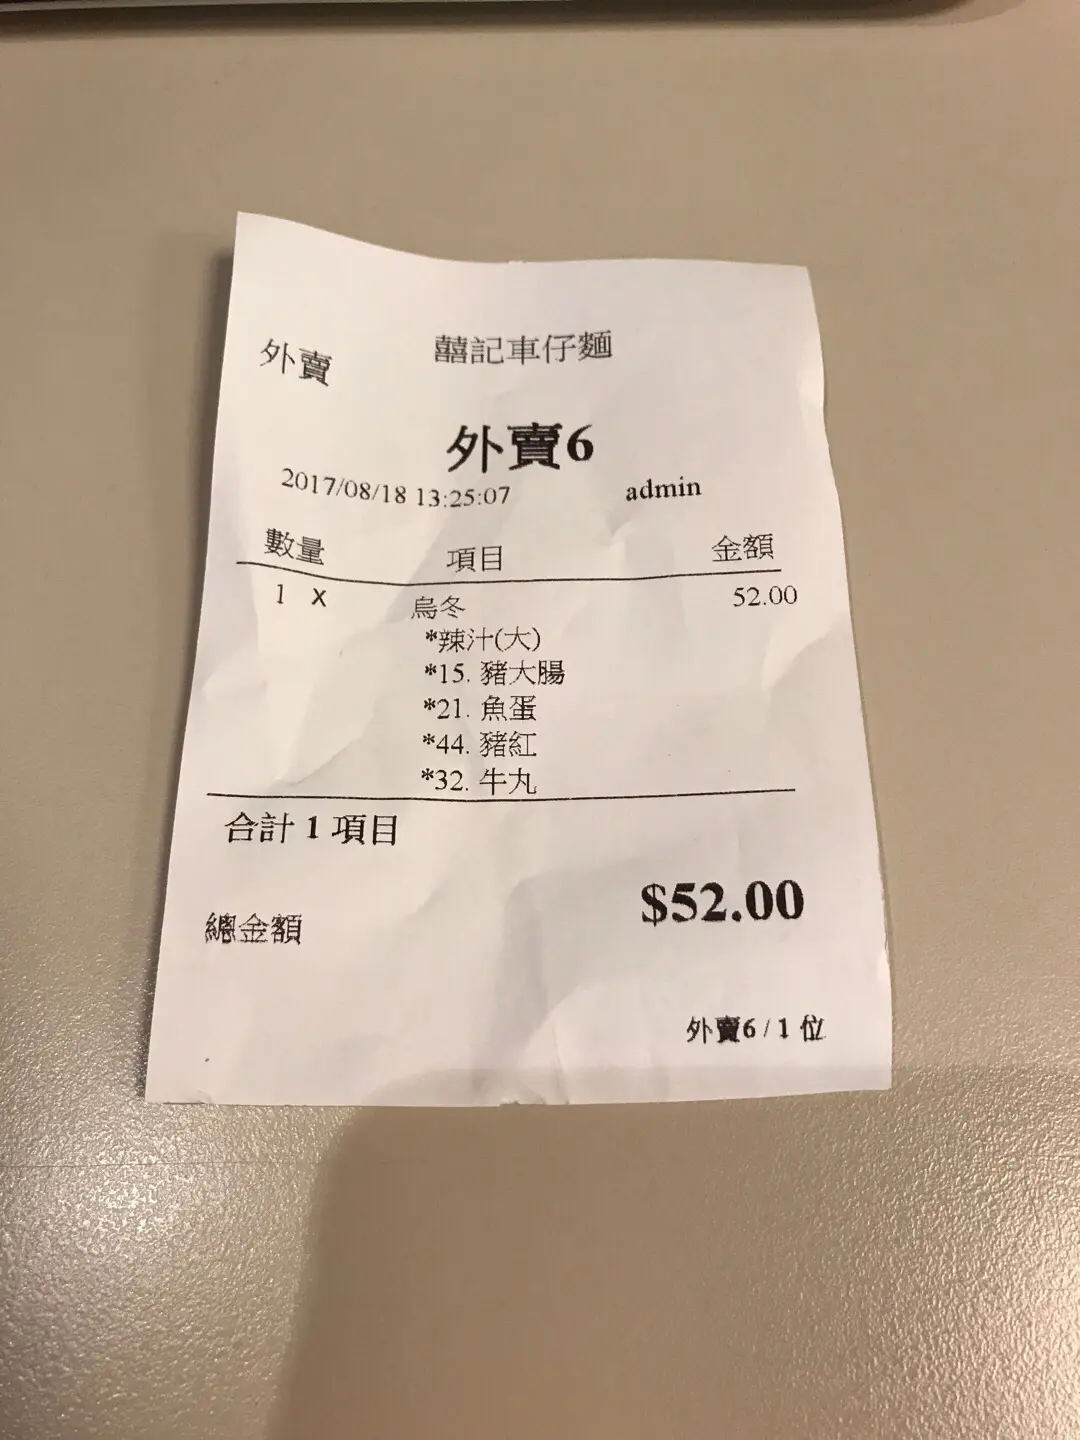 外賣 囍記車仔麵
外賣6
2017/08/18 13:25:07 admin
數量 項目 金額
1 X 烏冬 52.00
*辣汁(大)
*15. 豬大腸
*21. 魚蛋
*44. 豬紅
*32. 牛丸
合計 1 項目
總金額 $52.00
外賣6 / 1 位